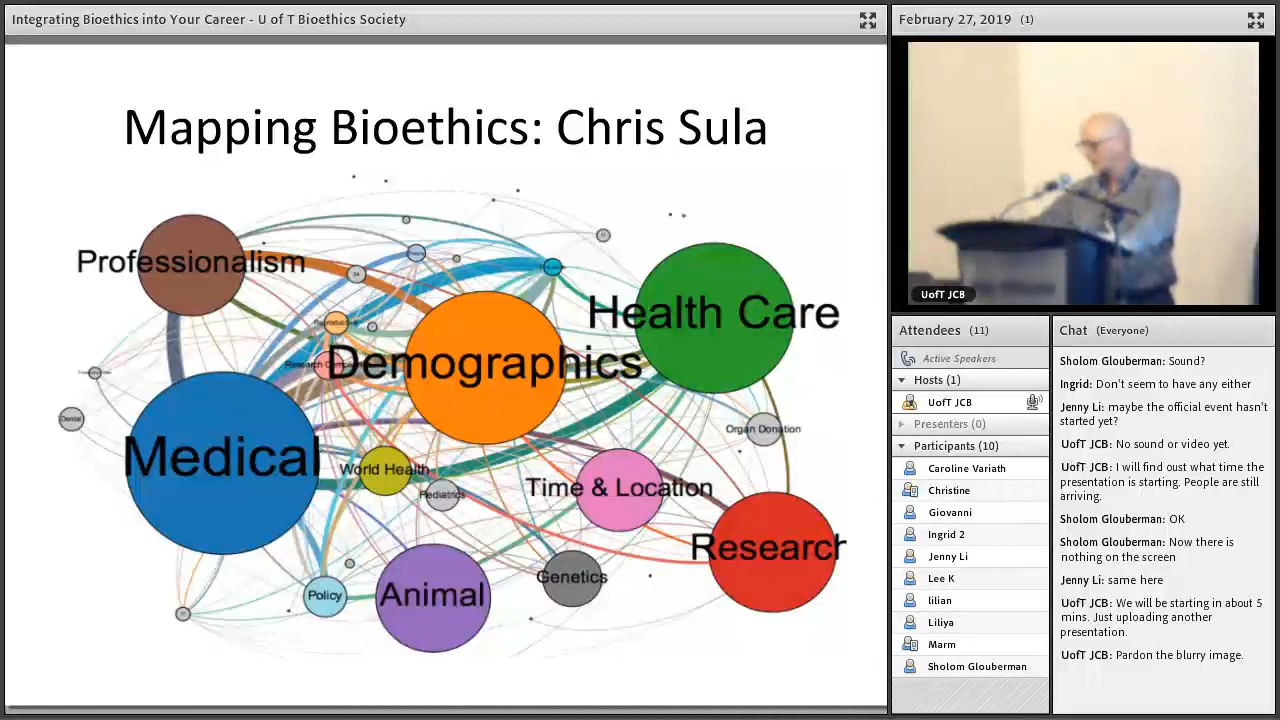 Integrating Bioethics into Your Career - U of T Bioethics Society
Mapping Bioethics: Chris Sula
Professionalism
Health Care
Demographics
Medical
Organ Donation
World Health
Pediatrics
Time & Location
Research
Dental
Genetics
Animal
Policy
February 27, 2019 (1)
UofT JCB
Attendees (11)
Active Speakers
Hosts (1)
UofT JCB
Presenters (0)
Participants (10)
Caroline Variath
Christine
Giovanni
Ingrid 2
Jenny Li
Lee K
lilian
Liliya
Marm
Sholom Glouberman
Chat (Everyone)
Sholom Glouberman: Sound?
Ingrid: Don't seem to have any either
Jenny Li: maybe the official event hasn't
started yet?
UofT JCB: No sound or video yet.
UofT JCB: I will find oust what time the
presentation is starting. People are still
arriving.
Sholom Glouberman: OK
Sholom Glouberman: Now there is
nothing on the screen
Jenny Li: same here
UofT JCB: We will be starting in about 5
mins. Just uploading another
presentation.
UofT JCB: Pardon the blurry image.